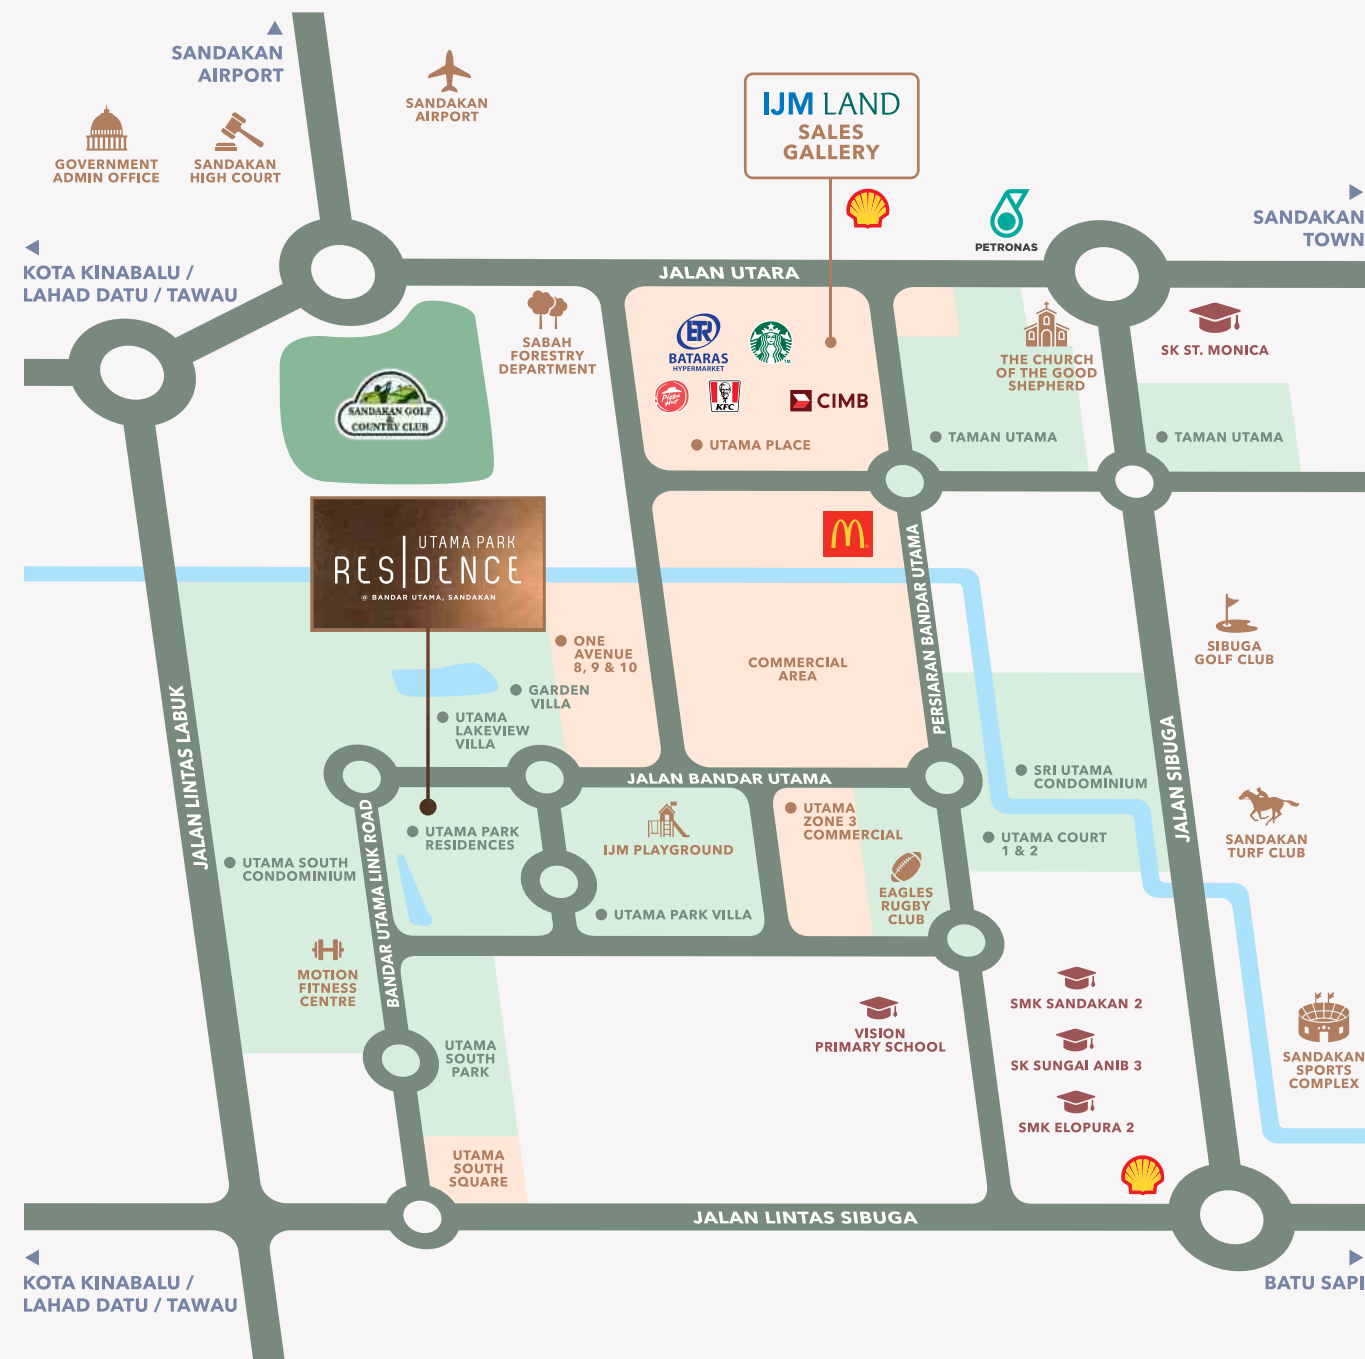 SANDAKAN
AIRPORT
SANDAKAN
AIRPORT
GOVERNMENT
ADMIN OFFICE
SANDAKAN
HIGH COURT
IJM LAND
SALES
GALLERY
PETRONAS
SANDAKAN
TOWN
KOTA KINABALU /
LAHAD DATU / TAWAU
JALAN UTARA
SABAH
FORESTRY
DEPARTMENT
BATARAS
HYPERMARKET
Pizza
Hut
KFC
CIMB
UTAMA PLACE
THE CHURCH
OF THE GOOD
SHEPHERD
SK ST. MONICA
TAMAN UTAMA
TAMAN UTAMA
SANDAKAN GOLF
&
COUNTRY CLUB
UTAMA PARK
RESIDENCE
@ BANDAR UTAMA, SANDAKAN
PERSIARAN BANDAR UTAMA
ONE
AVENUE
8, 9 & 10
COMMERCIAL
AREA
SIBUGA
GOLF CLUB
GARDEN
VILLA
UTAMA
LAKEVIEW
VILLA
JALAN LINTAS LABUK
JALAN SIBUGA
JALAN BANDAR UTAMA
SRI UTAMA
CONDOMINIUM
UTAMA PARK
RESIDENCES
IJM PLAYGROUND
UTAMA
ZONE 3
COMMERCIAL
UTAMA COURT
1 & 2
SANDAKAN
TURF CLUB
UTAMA SOUTH
CONDOMINIUM
BANDAR UTAMA LINK ROAD
EAGLES
RUGBY
CLUB
UTAMA PARK VILLA
MOTION
FITNESS
CENTRE
SMK SANDAKAN 2
VISION
PRIMARY SCHOOL
SK SUNGAI ANIB 3
UTAMA
SOUTH
PARK
SANDAKAN
SPORTS
COMPLEX
SMK ELOPURA 2
UTAMA
SOUTH
SQUARE
JALAN LINTAS SIBUGA
KOTA KINABALU /
LAHAD DATU / TAWAU
BATU SAPI